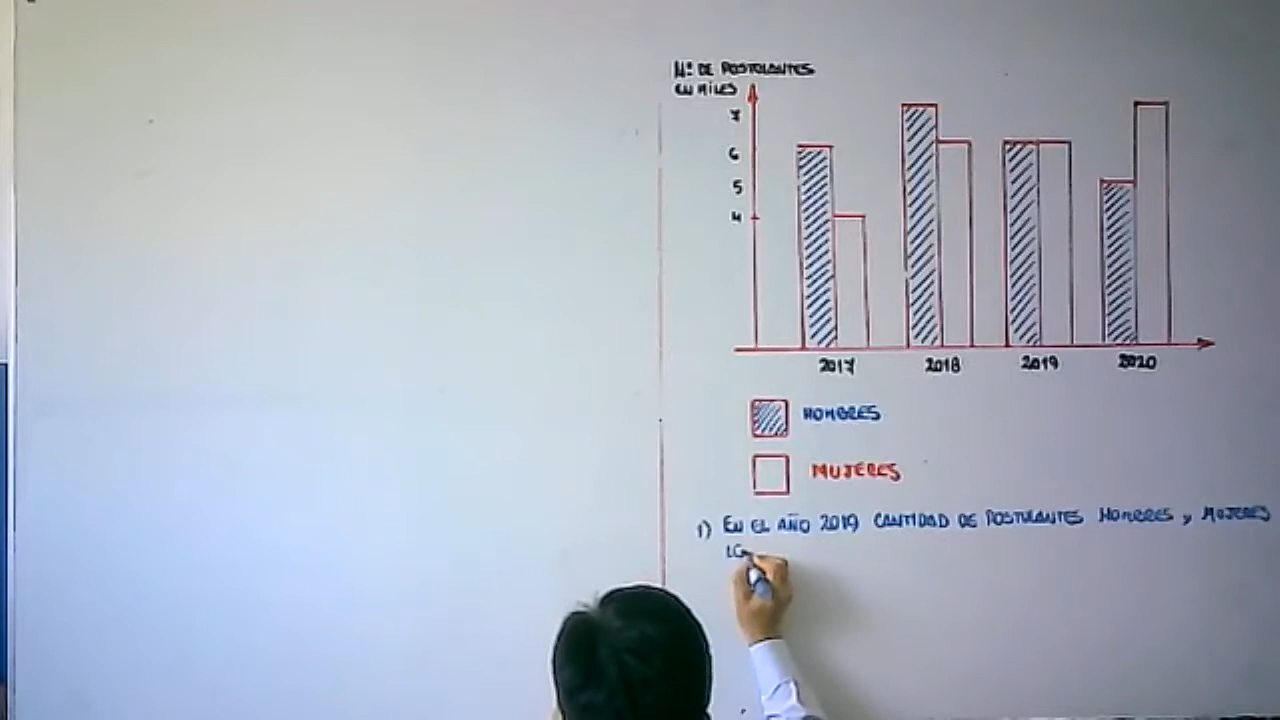 Nº DE POSTULANTES
EN MILES
7
6
5
4
2017 2018 2019 2020
HOMBRES
MUJERES
1) EN EL AÑO 2019 CANTIDAD DE POSTULANTES HOMBRES y MUJERES